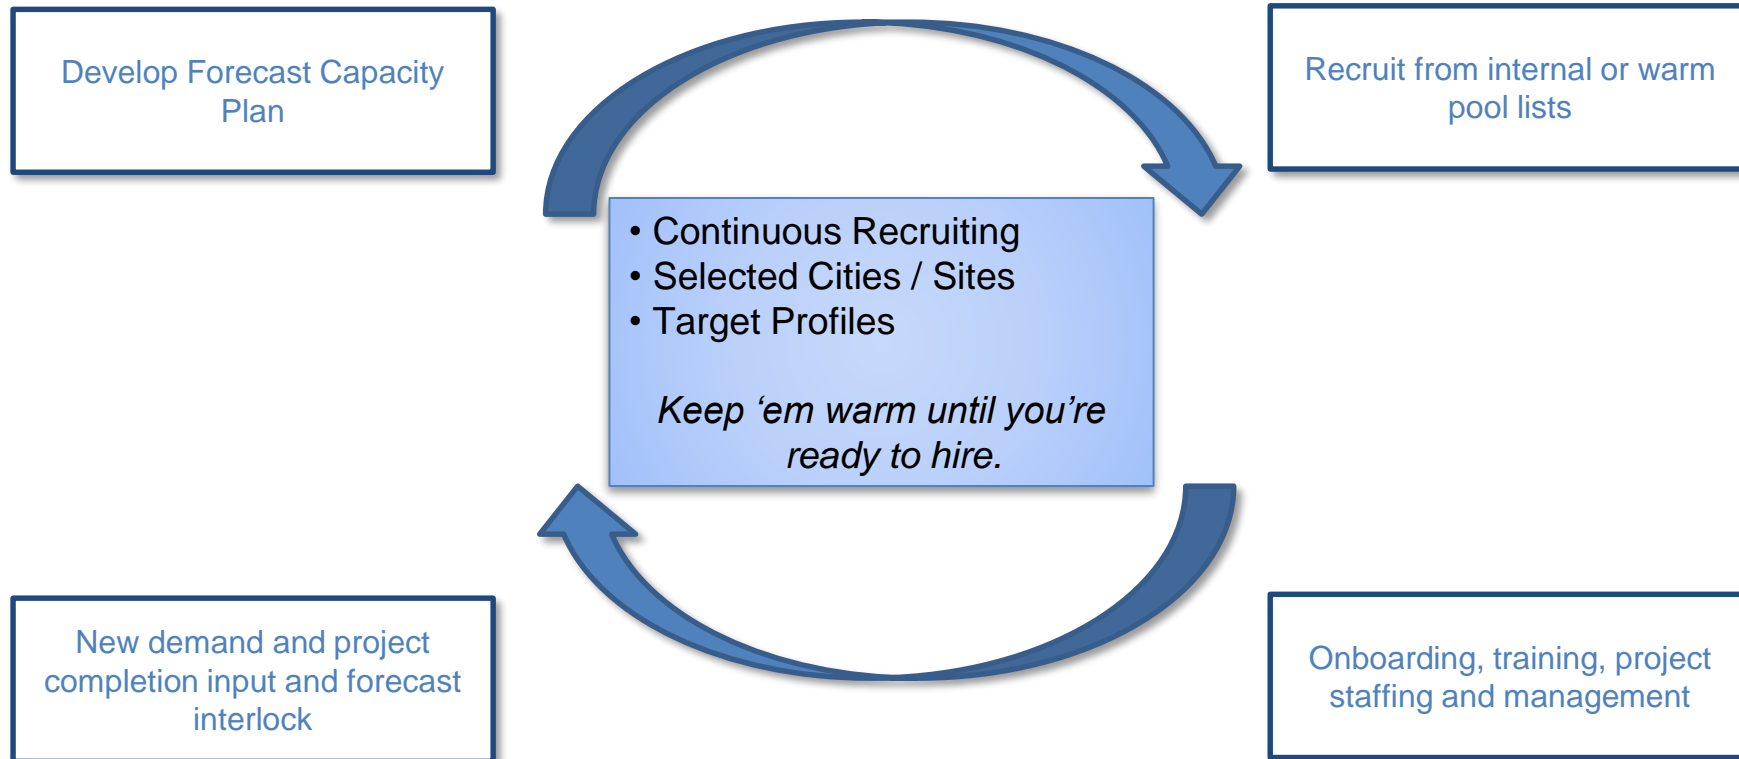 Develop Forecast Capacity
Plan
Recruit from internal or warm
pool lists
• Continuous Recruiting
• Selected Cities / Sites
• Target Profiles
Keep ‘em warm until you’re
ready to hire.
New demand and project
completion input and forecast
interlock
Onboarding, training, project
staffing and management